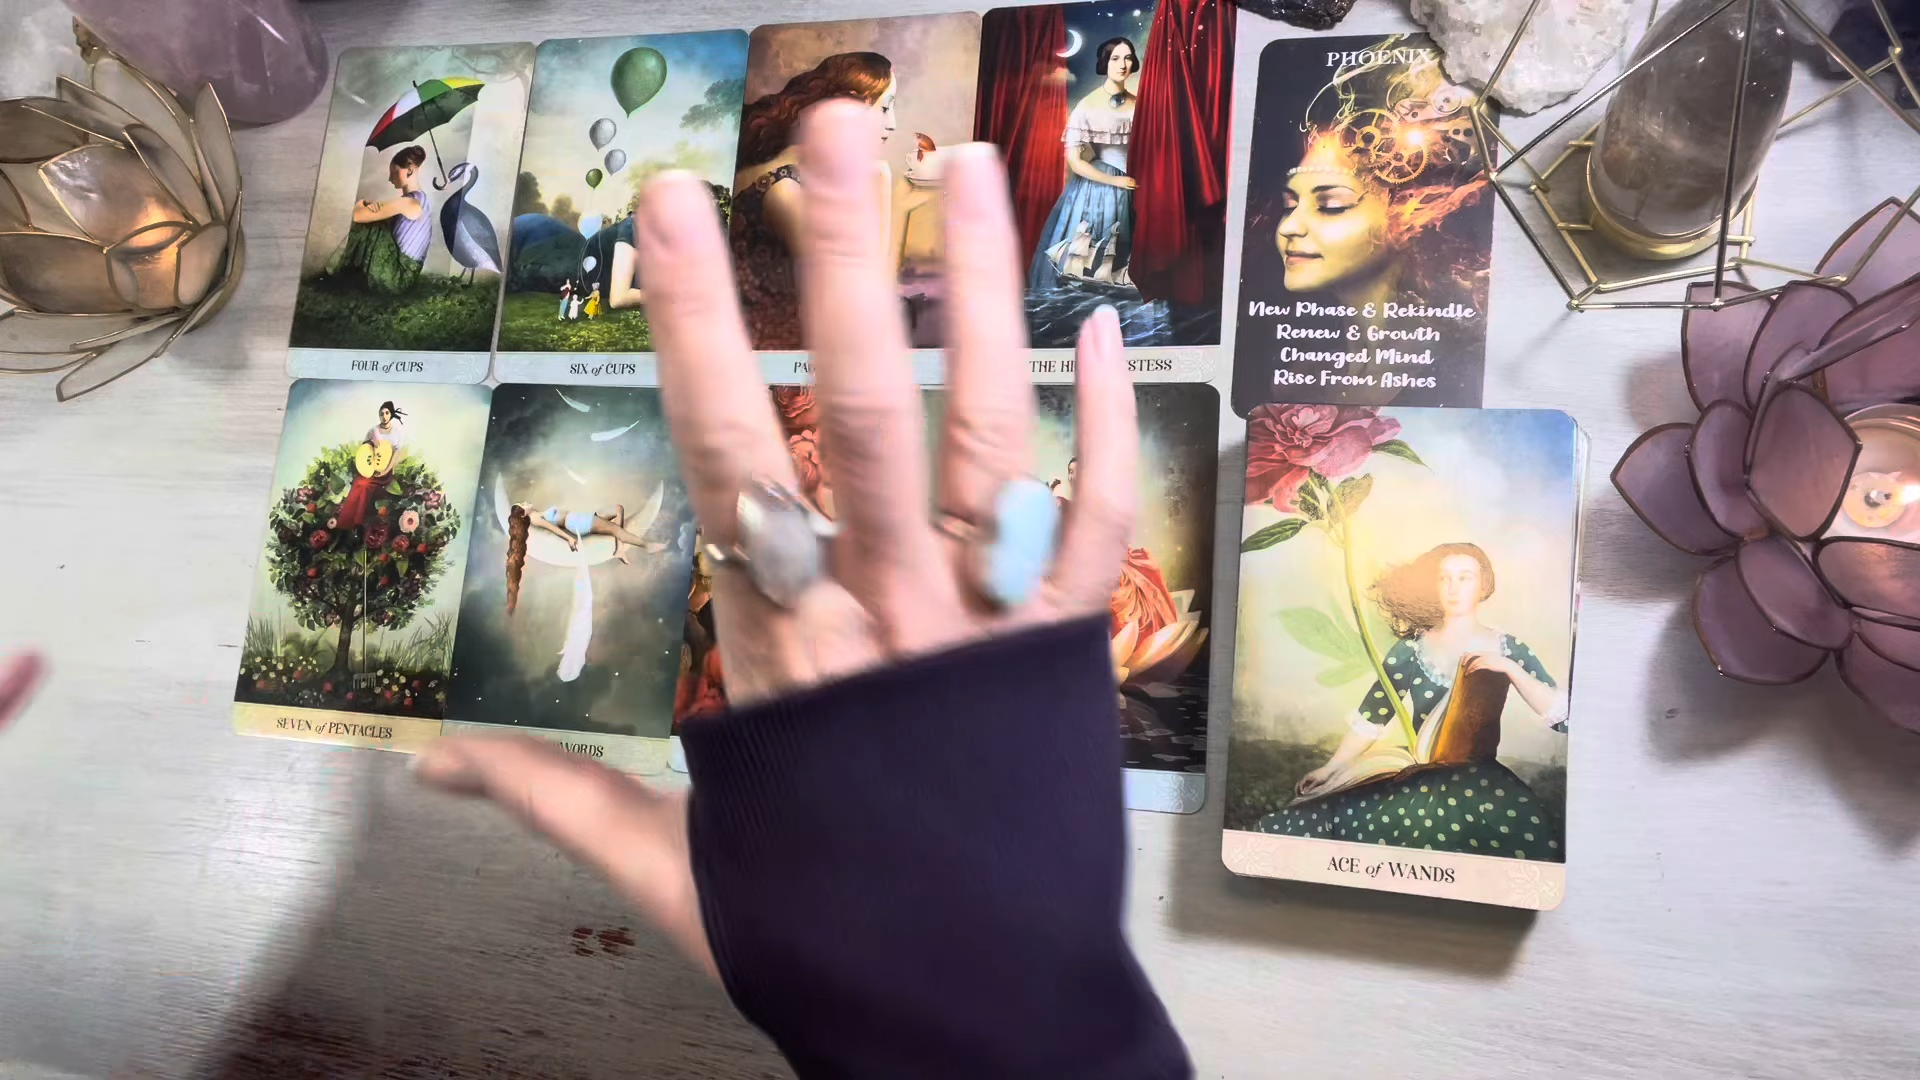 PHOENIX
New Phase & Rekindle
Renew & Growth
Changed Mind
Rise From Ashes
FOUR of CUPS
SIX of CUPS
THE
SEVEN of PENTACLES
ACE of WANDS